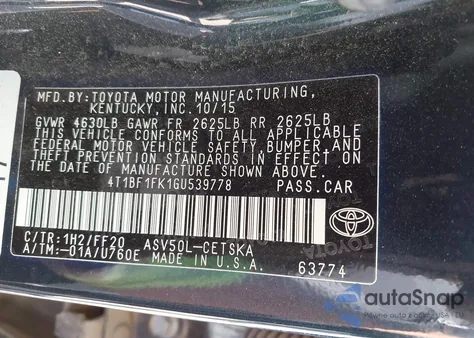 MFD.BY:TOYOTA MOTOR MANUFACTURING,
KENTUCKY, INC. 10/15
GVWR 4630LB GAWR FR 2625LB RR 2625LB
THIS VEHICLE CONFORMS TO ALL APPLICABLE
FEDERAL MOTOR VEHICLE SAFETY, BUMPER, AND
THEFT PREVENTION STANDARDS IN EFFECT ON
THE DATE OF MANUFACTURE SHOWN ABOVE.
4T1BF1FK1GU539778 PASS.CAR
C/TR:1H2/FF20 ASV50L-CETSKA
A/TM:-01A/U760E MADE IN U.S.A. 63774
TOYOTA
autoSnap